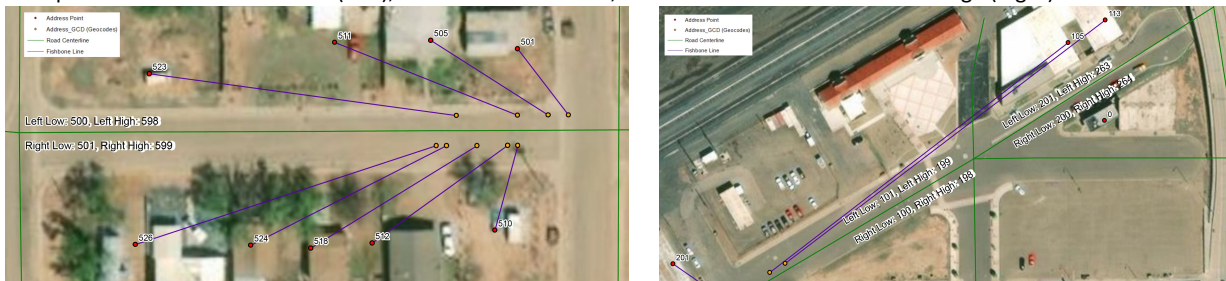 Address Point
Address_GCD (Geocodes)
Road Centerline
Fishbone Line
511
505
501
523
Left Low: 500, Left High: 598
Right Low: 501, Right High: 599
526
524
518
512
510
Address Point
Address_GCD (Geocodes)
Road Centerline
Fishbone Line
113
105
Left Low: 201, Left High: 263
Right Low: 200, Right High: 264
0
Left Low: 101, Left High: 199
Right Low: 100, Right High: 198
201